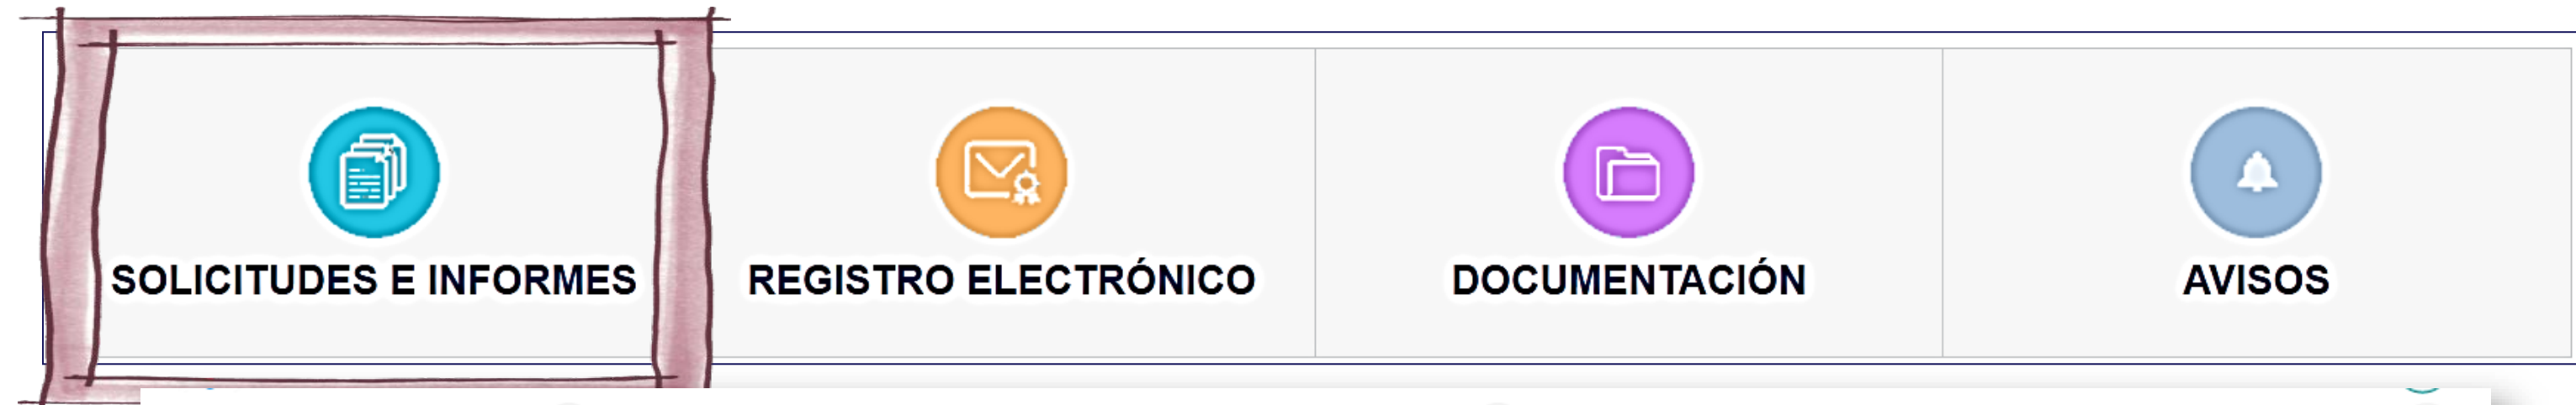 SOLICITUDES E INFORMES
REGISTRO ELECTRÓNICO
DOCUMENTACIÓN
AVISOS